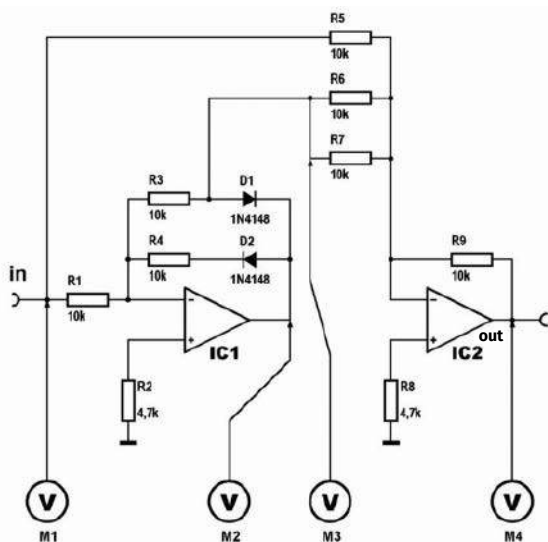 R5
10k
R6
10k
R7
10k
R3
10k
D1
1N4148
R4
10k
D2
1N4148
R9
10k
in
R1
10k
−
+
IC1
−
+
IC2
out
R2
4,7k
R8
4,7k
V
M1
V
M2
V
M3
V
M4